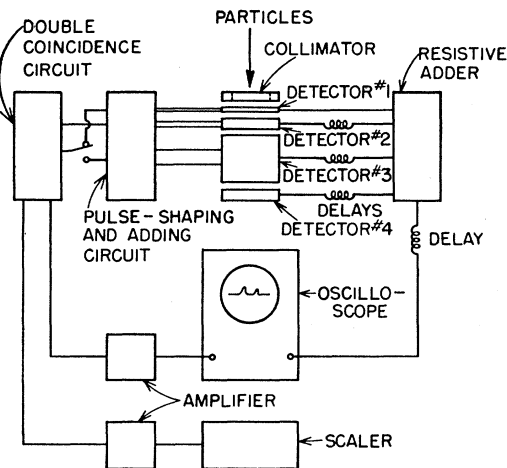 PARTICLES
DOUBLE
COINCIDENCE
CIRCUIT
COLLIMATOR
RESISTIVE
ADDER
DETECTOR#1
DETECTOR#2
DETECTOR#3
DELAYS
DETECTOR#4
PULSE-SHAPING
AND ADDING
CIRCUIT
DELAY
OSCILLO-
SCOPE
AMPLIFIER
SCALER